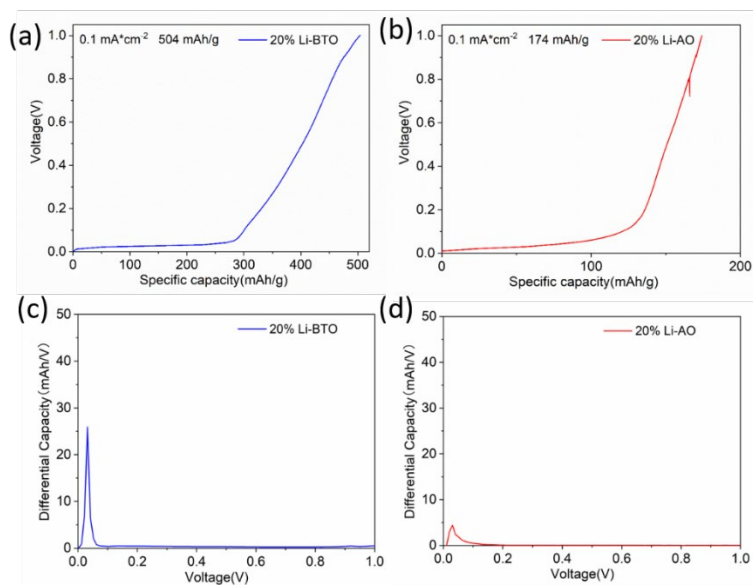 (a)
0.1 mA*cm⁻² 504 mAh/g
20% Li-BTO
1.0
0.8
0.6
0.4
0.2
0.0
Voltage(V)
0 100 200 300 400 500
Specific capacity(mAh/g)
(b)
0.1 mA*cm⁻² 174 mAh/g
20% Li-AO
1.0
0.8
0.6
0.4
0.2
0.0
Voltage(V)
0 100 200
Specific capacity(mAh/g)
(c)
20% Li-BTO
50
40
30
20
10
0
Differential Capacity(mAh/V)
0.0 0.2 0.4 0.6 0.8 1.0
Voltage(V)
(d)
20% Li-AO
50
40
30
20
10
0
Differential Capacity(mAh/V)
0.0 0.2 0.4 0.6 0.8 1.0
Voltage(V)